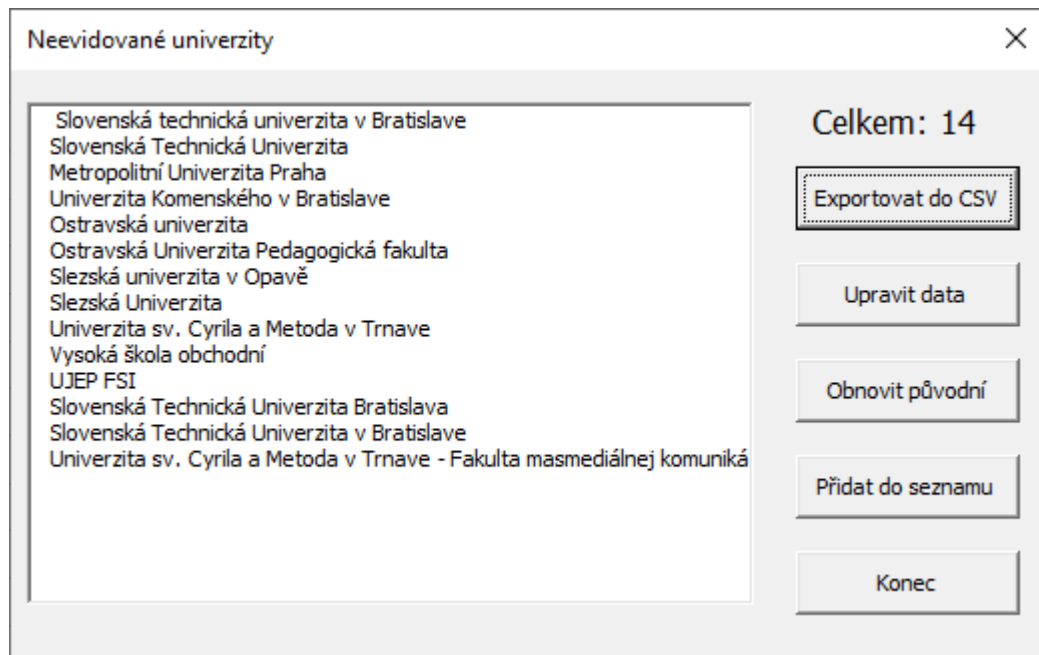 Neevidované univerzity
Slovenská technická univerzita v Bratislave
Slovenská Technická Univerzita
Metropolitní Univerzita Praha
Univerzita Komenského v Bratislave
Ostravská univerzita
Ostravská Univerzita Pedagogická fakulta
Slezská univerzita v Opavě
Slezská Univerzita
Univerzita sv. Cyrila a Metoda v Trnave
Vysoká škola obchodní
UJEP FSI
Slovenská Technická Univerzita Bratislava
Slovenská Technická Univerzita v Bratislave
Univerzita sv. Cyrila a Metoda v Trnave - Fakulta masmediálnej komuniká
Celkem: 14
Exportovat do CSV
Upravit data
Obnovit původní
Přidat do seznamu
Konec